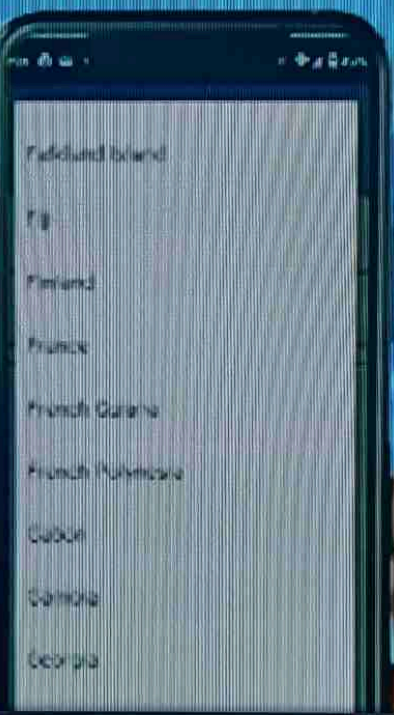 Falkland Island
Fiji
Finland
France
French Guiana
French Polynesia
Gabon
Gambia
Georgia